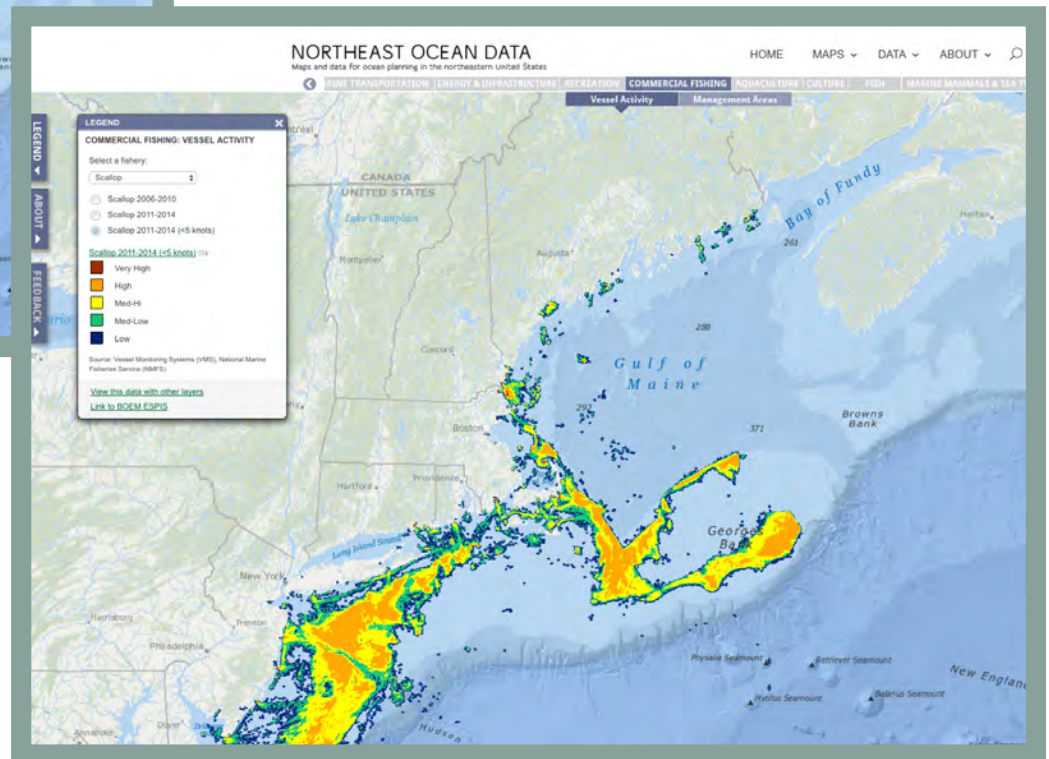 NORTHEAST OCEAN DATA
Maps and data for ocean planning in the northeastern United States
HOME MAPS DATA ABOUT
RINE TRANSPORTATION ENERGY & INFRASTRUCTURE RECREATION COMMERCIAL FISHING AQUACULTURE CULTURE FISH MARINE MAMMALS & SEA
Vessel Activity Management Areas
LEGEND
ABOUT
FEEDBACK
LEGEND
COMMERCIAL FISHING: VESSEL ACTIVITY
Select a fishery:
Scallop
Scallop 2006-2010
Scallop 2011-2014
Scallop 2011-2014 (<5 knots)
Scallop 2011-2014 (<5 knots)
Very High
High
Med-Hi
Med-Low
Low
Source: Vessel Monitoring Systems (VMS), National Marine
Fisheries Service (NMFS)
View this data with other layers
Link to BOEM ESPIS
CANADA
UNITED STATES
Lake Champlain
Montpelier
Augusta
Bay of Fundy
Halifax
261
280
Gulf of
Maine
Concord
292
371
Browns
Bank
Boston
Hartford
Providence
Georges
Long Island Sound
New York
Harrisburg
Trenton
Philadelphia
Physalia Seamount
Retriever Seamount
New England
Mytilus Seamount
Balanus Seamount
Dover
Annapolis
Hudson